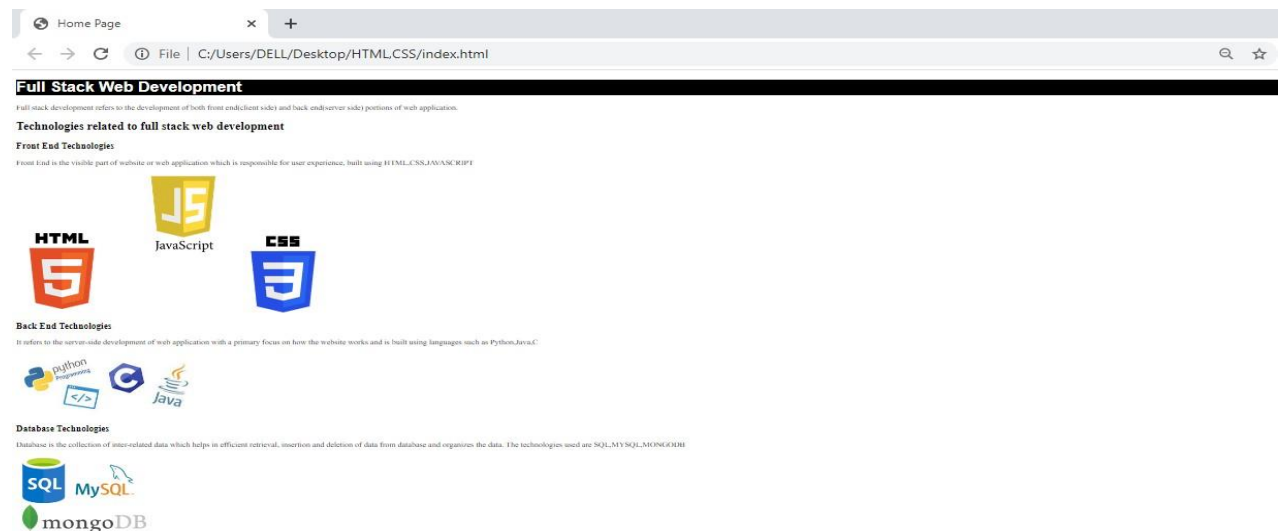 Home Page
File | C:/Users/DELL/Desktop/HTML,CSS/index.html
Full Stack Web Development
Full stack development refers to the development of both front end(client side) and back end(server side) portions of web application.
Technologies related to full stack web development
Front End Technologies
Front End is the visible part of website or web application which is responsible for user experience, built using HTML,CSS,JAVASCRIPT
JS
JavaScript
HTML
5
CSS
3
Back End Technologies
It refers to the server-side development of web application with a primary focus on how the website works and is built using languages such as Python,Java,C
python
Programming
</>
C
Java
Database Technologies
Database is the collection of inter-related data which helps in efficient retrieval, insertion and deletion of data from database and organizes the data. The technologies used are SQL,MYSQL,MONGODB
SQL
MySQL
mongoDB